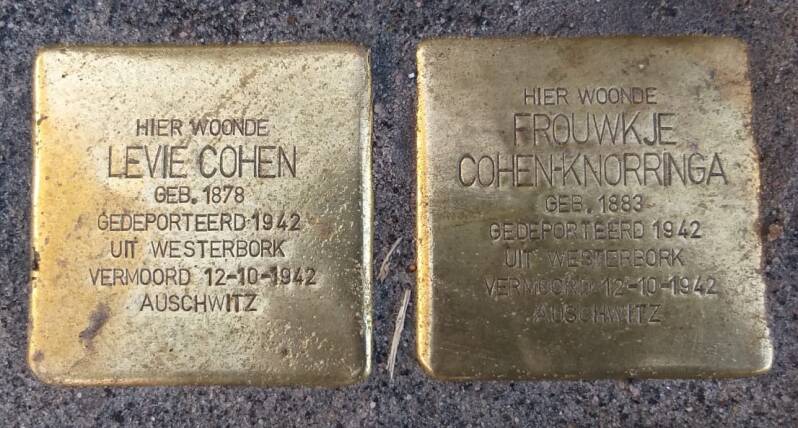 HIER WOONDE
LEVIE COHEN
GEB. 1878
GEDEPORTEERD 1942
UIT WESTERBORK
VERMOORD 12-10-1942
AUSCHWITZ
HIER WOONDE
FROUWKJE
COHEN-KNORRINGA
GEB. 1883
GEDEPORTEERD 1942
UIT WESTERBORK
VERMOORD 12-10-1942
AUSCHWITZ